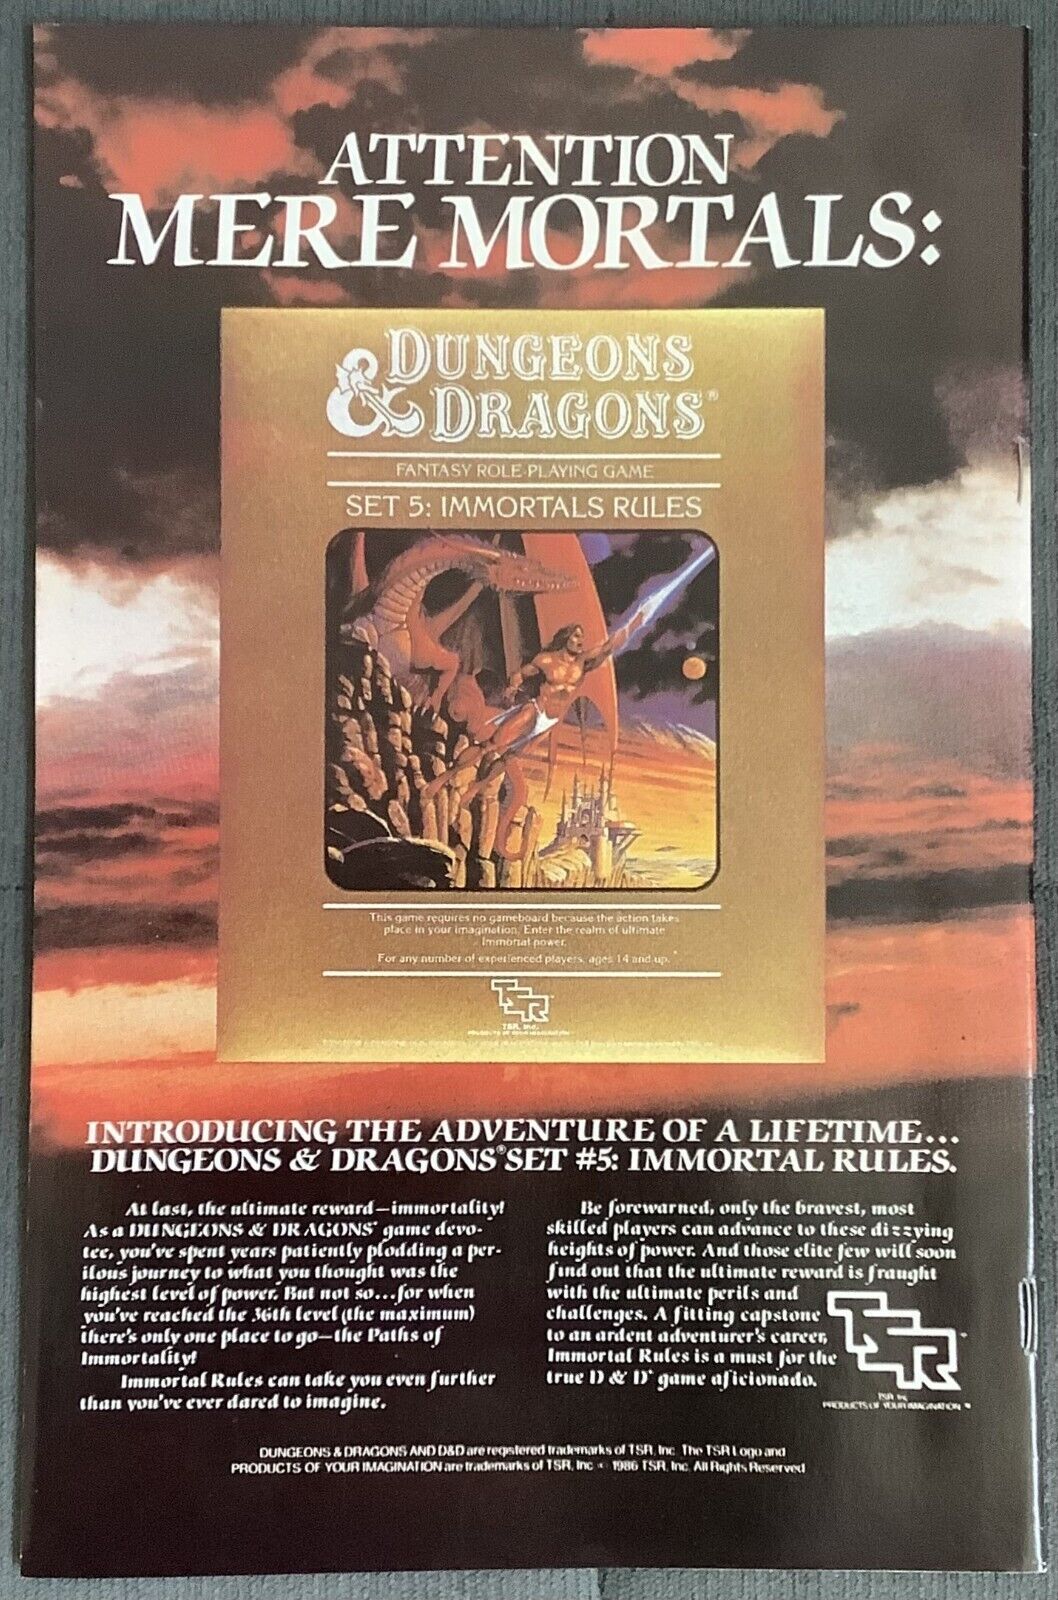 ATTENTION
MERE MORTALS:
DUNGEONS
& DRAGONS®
FANTASY ROLE-PLAYING GAME
SET 5: IMMORTALS RULES
This game requires no gameboard because the action takes
place in your imagination. Enter the realm of ultimate
Immortal power.
For any number of experienced players, ages 14 and up.
TSR
TSR, Inc.
PRODUCTS OF YOUR IMAGINATION
INTRODUCING THE ADVENTURE OF A LIFETIME...
DUNGEONS & DRAGONS® SET #5: IMMORTAL RULES.
At last, the ultimate reward—immortality!
As a DUNGEONS & DRAGONS® game devo-
tee, you've spent years patiently plodding a per-
ilous journey to what you thought was the
highest level of power. But not so...for when
you've reached the 36th level (the maximum)
there's only one place to go—the Paths of
Immortality!
Immortal Rules can take you even further
than you've ever dared to imagine.
Be forewarned, only the bravest, most
skilled players can advance to these dizzying
heights of power. And those elite few will soon
find out that the ultimate reward is fraught
with the ultimate perils and
challenges. A fitting capstone
to an ardent adventurer's career,
Immortal Rules is a must for the
true D & D® game aficionado.
TSR™
TSR, Inc.
PRODUCTS OF YOUR IMAGINATION™
DUNGEONS & DRAGONS AND D&D are registered trademarks of TSR, Inc. The TSR Logo and
PRODUCTS OF YOUR IMAGINATION are trademarks of TSR, Inc. © 1986 TSR, Inc. All Rights Reserved